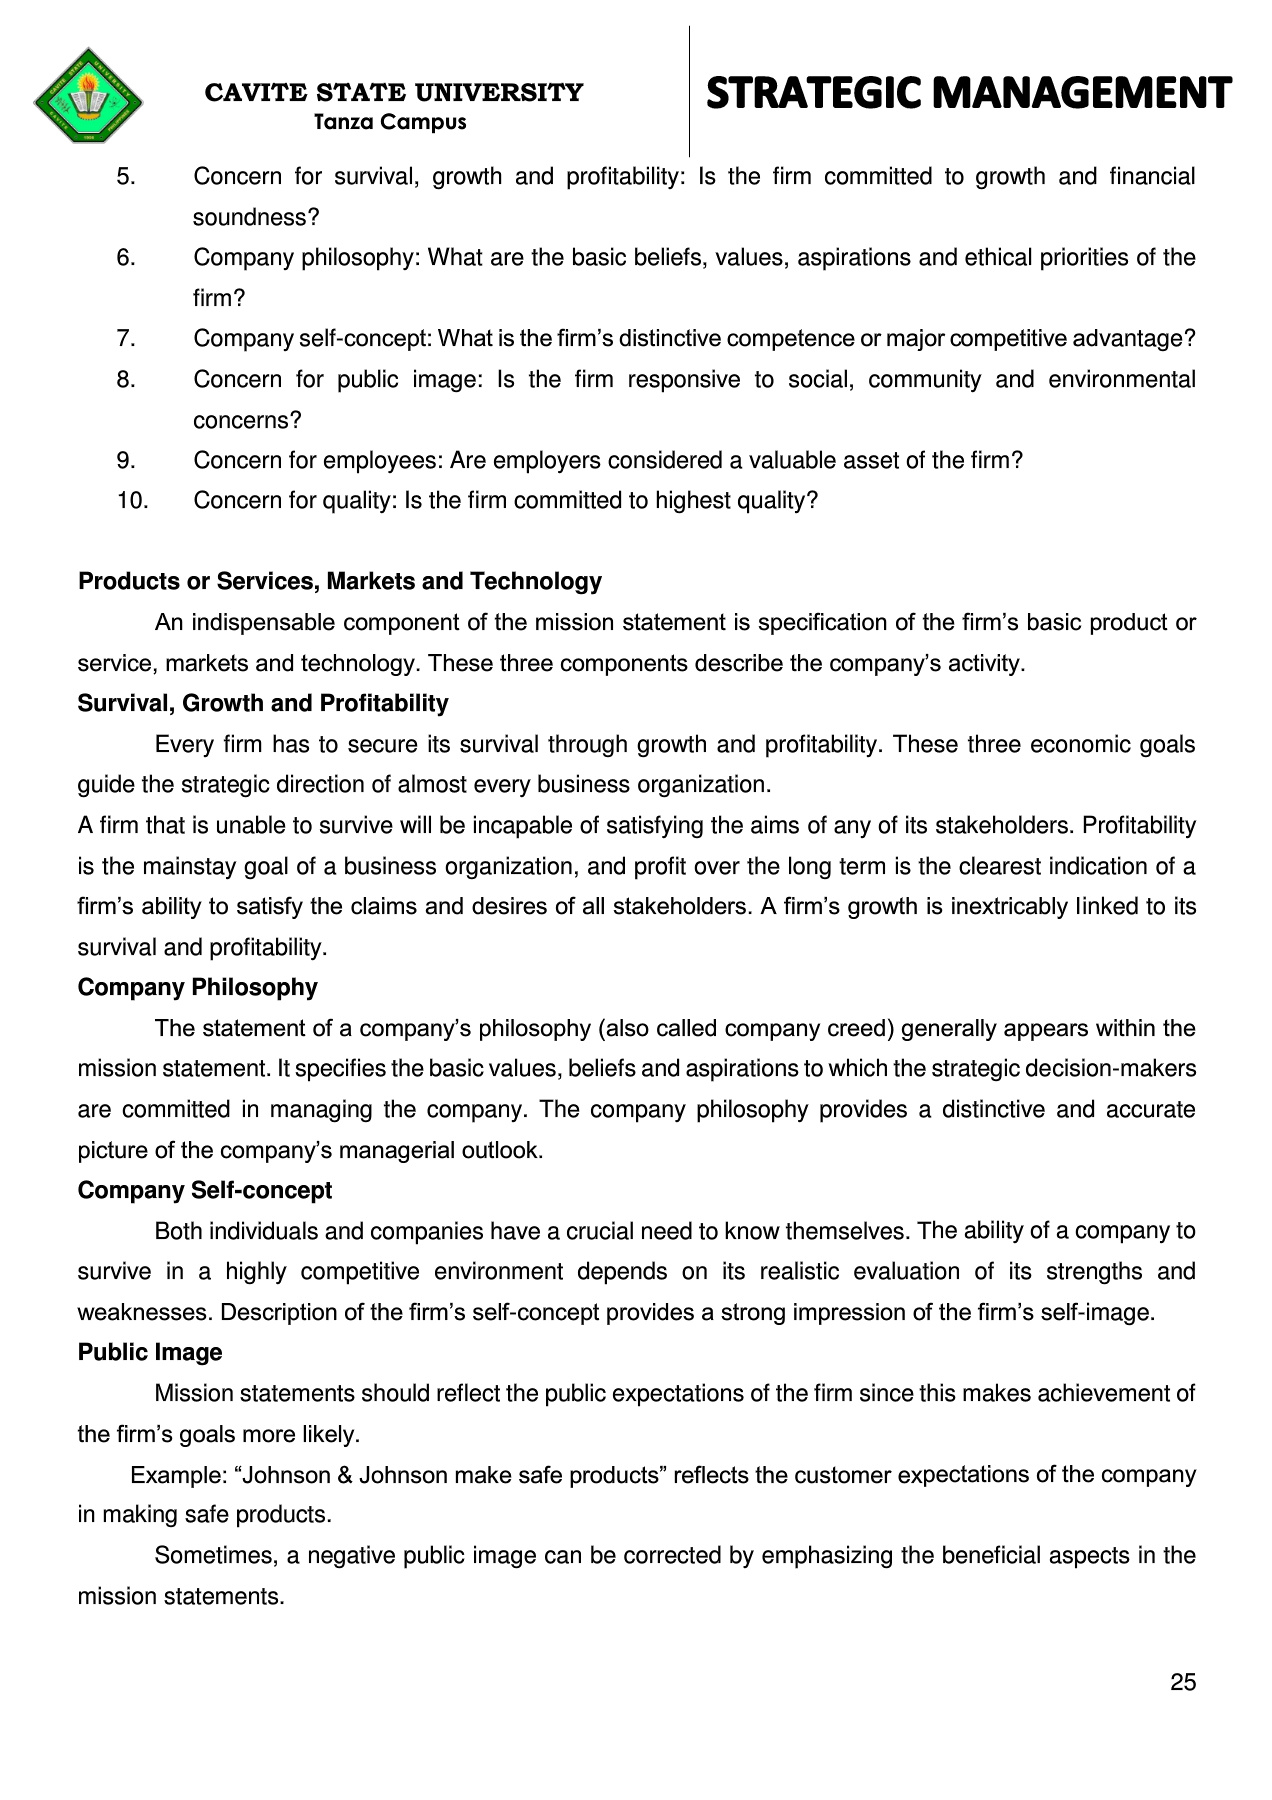 CAVITE STATE UNIVERSITY
Tanza Campus
STRATEGIC MANAGEMENT
5. Concern for survival, growth and profitability: Is the firm committed to growth and financial
soundness?
6. Company philosophy: What are the basic beliefs, values, aspirations and ethical priorities of the
firm?
7. Company self-concept: What is the firm’s distinctive competence or major competitive advantage?
8. Concern for public image: Is the firm responsive to social, community and environmental
concerns?
9. Concern for employees: Are employers considered a valuable asset of the firm?
10. Concern for quality: Is the firm committed to highest quality?
Products or Services, Markets and Technology
An indispensable component of the mission statement is specification of the firm’s basic product or
service, markets and technology. These three components describe the company’s activity.
Survival, Growth and Profitability
Every firm has to secure its survival through growth and profitability. These three economic goals
guide the strategic direction of almost every business organization.
A firm that is unable to survive will be incapable of satisfying the aims of any of its stakeholders. Profitability
is the mainstay goal of a business organization, and profit over the long term is the clearest indication of a
firm’s ability to satisfy the claims and desires of all stakeholders. A firm’s growth is inextricably linked to its
survival and profitability.
Company Philosophy
The statement of a company’s philosophy (also called company creed) generally appears within the
mission statement. It specifies the basic values, beliefs and aspirations to which the strategic decision-makers
are committed in managing the company. The company philosophy provides a distinctive and accurate
picture of the company’s managerial outlook.
Company Self-concept
Both individuals and companies have a crucial need to know themselves. The ability of a company to
survive in a highly competitive environment depends on its realistic evaluation of its strengths and
weaknesses. Description of the firm’s self-concept provides a strong impression of the firm’s self-image.
Public Image
Mission statements should reflect the public expectations of the firm since this makes achievement of
the firm’s goals more likely.
Example: “Johnson & Johnson make safe products” reflects the customer expectations of the company
in making safe products.
Sometimes, a negative public image can be corrected by emphasizing the beneficial aspects in the
mission statements.
25